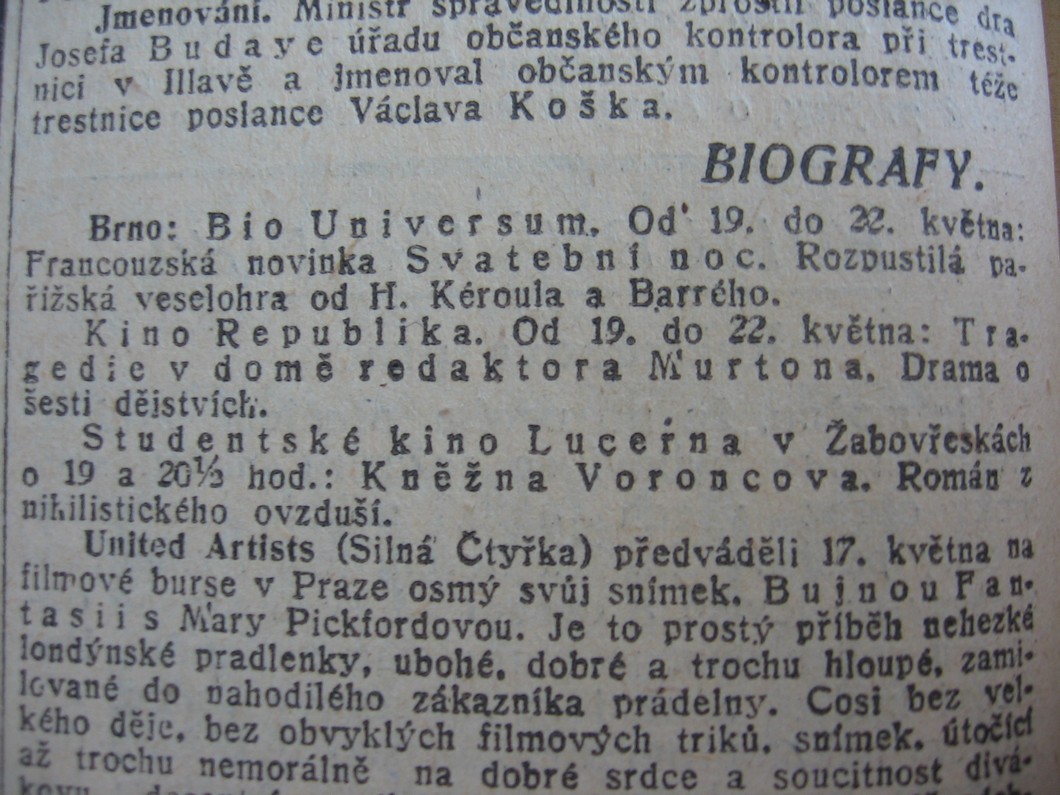 Jmenování. Ministr spravedlnosti zprostil poslance dra
Josefa Budaye úřadu občanského kontrolora při trest-
nici v Illavě a jmenoval občanským kontrolorem téže
trestnice poslance Václava Koška.
BIOGRAFY.
Brno: Bio Universum. Od 19. do 22. května:
Francouzská novinka Svatební noc. Rozpustilá pa-
řižská veselohra od H. Kéroula a Barrého.
Kino Republika. Od 19. do 22. května: Tra-
gedie v domě redaktora Murtona. Drama o
šesti dějstvích.
Studentské kino Lucerna v Žabovřeskách
o 19 a 20½ hod.: Kněžna Voroncova. Román z
nihilistického ovzduší.
United Artists (Silná Čtyřka) předváděli 17. května na
filmové burse v Praze osmý svůj snímek, Bujnou Fan-
tasii s Mary Pickfordovou. Je to prostý příběh nehezké
londýnské pradlenky, ubohé, dobré a trochu hloupé, zami-
lované do nahodilého zákazníka prádelny. Cosi bez vel-
kého děje, bez obvyklých filmových triků, snímek, útočící
až trochu nemorálně na dobré srdce a soucitnost divá-
kovu